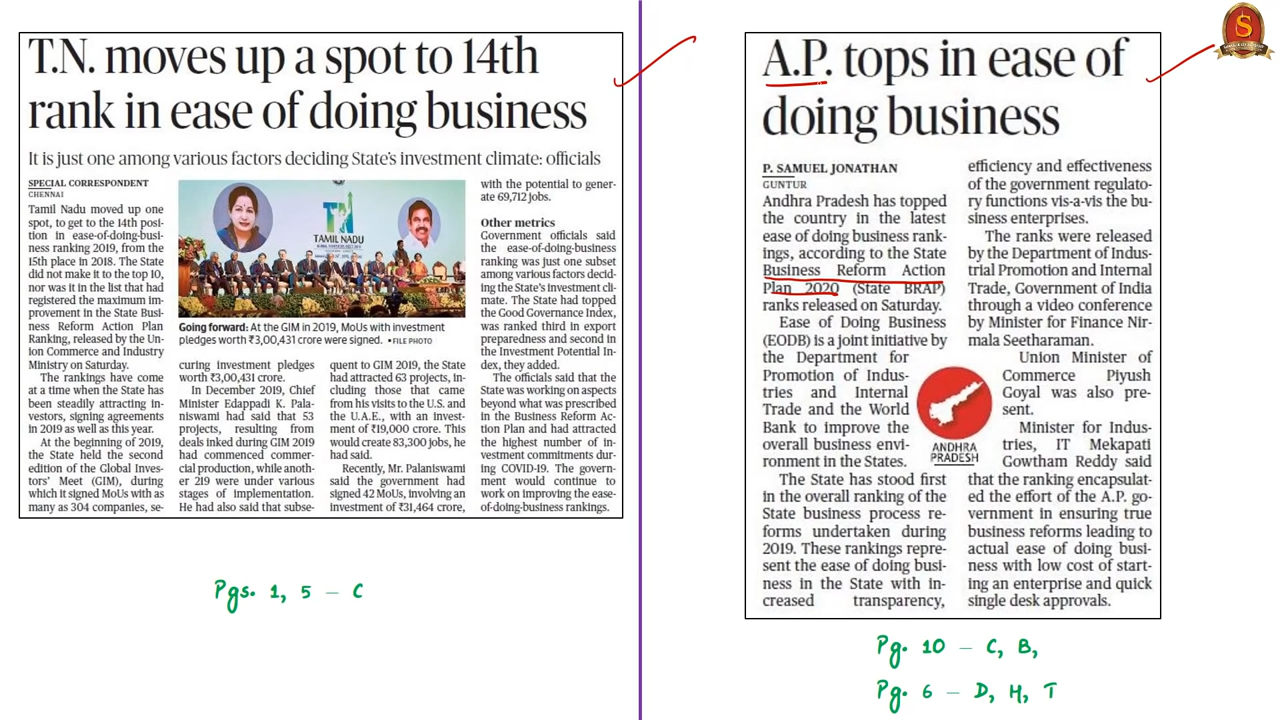 T.N. moves up a spot to 14th
rank in ease of doing business
It is just one among various factors deciding State's investment climate: officials
SPECIAL CORRESPONDENT
CHENNAI
Tamil Nadu moved up one
spot, to get to the 14th posi-
tion in ease-of-doing-busi-
ness ranking 2019, from the
15th place in 2018. The State
did not make it to the top 10,
nor was it in the list that had
registered the maximum im-
provement in the State Busi-
ness Reform Action Plan
Ranking, released by the Un-
ion Commerce and Industry
Ministry on Saturday.
The rankings have come
at a time when the State has
been steadily attracting in-
vestors, signing agreements
in 2019 as well as this year.
At the beginning of 2019,
the State held the second
edition of the Global Inves-
tors' Meet (GIM), during
which it signed MoUs with as
many as 304 companies, se-
TAMIL NADU
Going forward: At the GIM in 2019, MoUs with investment
pledges worth ₹3,00,431 crore were signed. • FILE PHOTO
curing investment pledges
worth ₹3,00,431 crore.
In December 2019, Chief
Minister Edappadi K. Pala-
niswami had said that 53
projects, resulting from
deals inked during GIM 2019
had commenced commer-
cial production, while anoth-
er 219 were under various
stages of implementation.
He had also said that subse-
quent to GIM 2019, the State
had attracted 63 projects, in-
cluding those that came
from his visits to the U.S. and
the U.A.E., with an invest-
ment of ₹19,000 crore. This
would create 83,300 jobs, he
had said.
Recently, Mr. Palaniswami
said the government had
signed 42 MoUs, involving an
investment of ₹31,464 crore,
with the potential to gener-
ate 69,712 jobs.
Other metrics
Government officials said
the ease-of-doing-business
ranking was just one subset
among various factors decid-
ing the State's investment cli-
mate. The State had topped
the Good Governance Index,
was ranked third in export
preparedness and second in
the Investment Potential In-
dex, they added.
The officials said that the
State was working on aspects
beyond what was prescribed
in the Business Reform Ac-
tion Plan and had attracted
the highest number of in-
vestment commitments dur-
ing COVID-19. The govern-
ment would continue to
work on improving the ease-
of-doing-business rankings.
Pgs. 1, 5 – C
A.P. tops in ease of
doing business
P. SAMUEL JONATHAN
GUNTUR
Andhra Pradesh has topped
the country in the latest
ease of doing business rank-
ings, according to the State
Business Reform Action
Plan 2020 (State BRAP)
ranks released on Saturday.
Ease of Doing Business
(EODB) is a joint initiative by
the Department for
Promotion of Indus-
tries and Internal
Trade and the World
Bank to improve the
overall business envi-
ronment in the States.
The State has stood first
in the overall ranking of the
State business process re-
forms undertaken during
2019. These rankings repre-
sent the ease of doing busi-
ness in the State with in-
creased transparency,
efficiency and effectiveness
of the government regulato-
ry functions vis-a-vis the bu-
siness enterprises.
The ranks were released
by the Department of Indus-
trial Promotion and Internal
Trade, Government of India
through a video conference
by Minister for Finance Nir-
mala Seetharaman.
Union Minister of
Commerce Piyush
Goyal was also pre-
sent.
Minister for Indus-
tries, IT Mekapati
Gowtham Reddy said
that the ranking encapsulat-
ed the effort of the A.P. go-
vernment in ensuring true
business reforms leading to
actual ease of doing busi-
ness with low cost of start-
ing an enterprise and quick
single desk approvals.
ANDHRA
PRADESH
Pg. 10 – C, B,
Pg. 6 – D, H, T
S